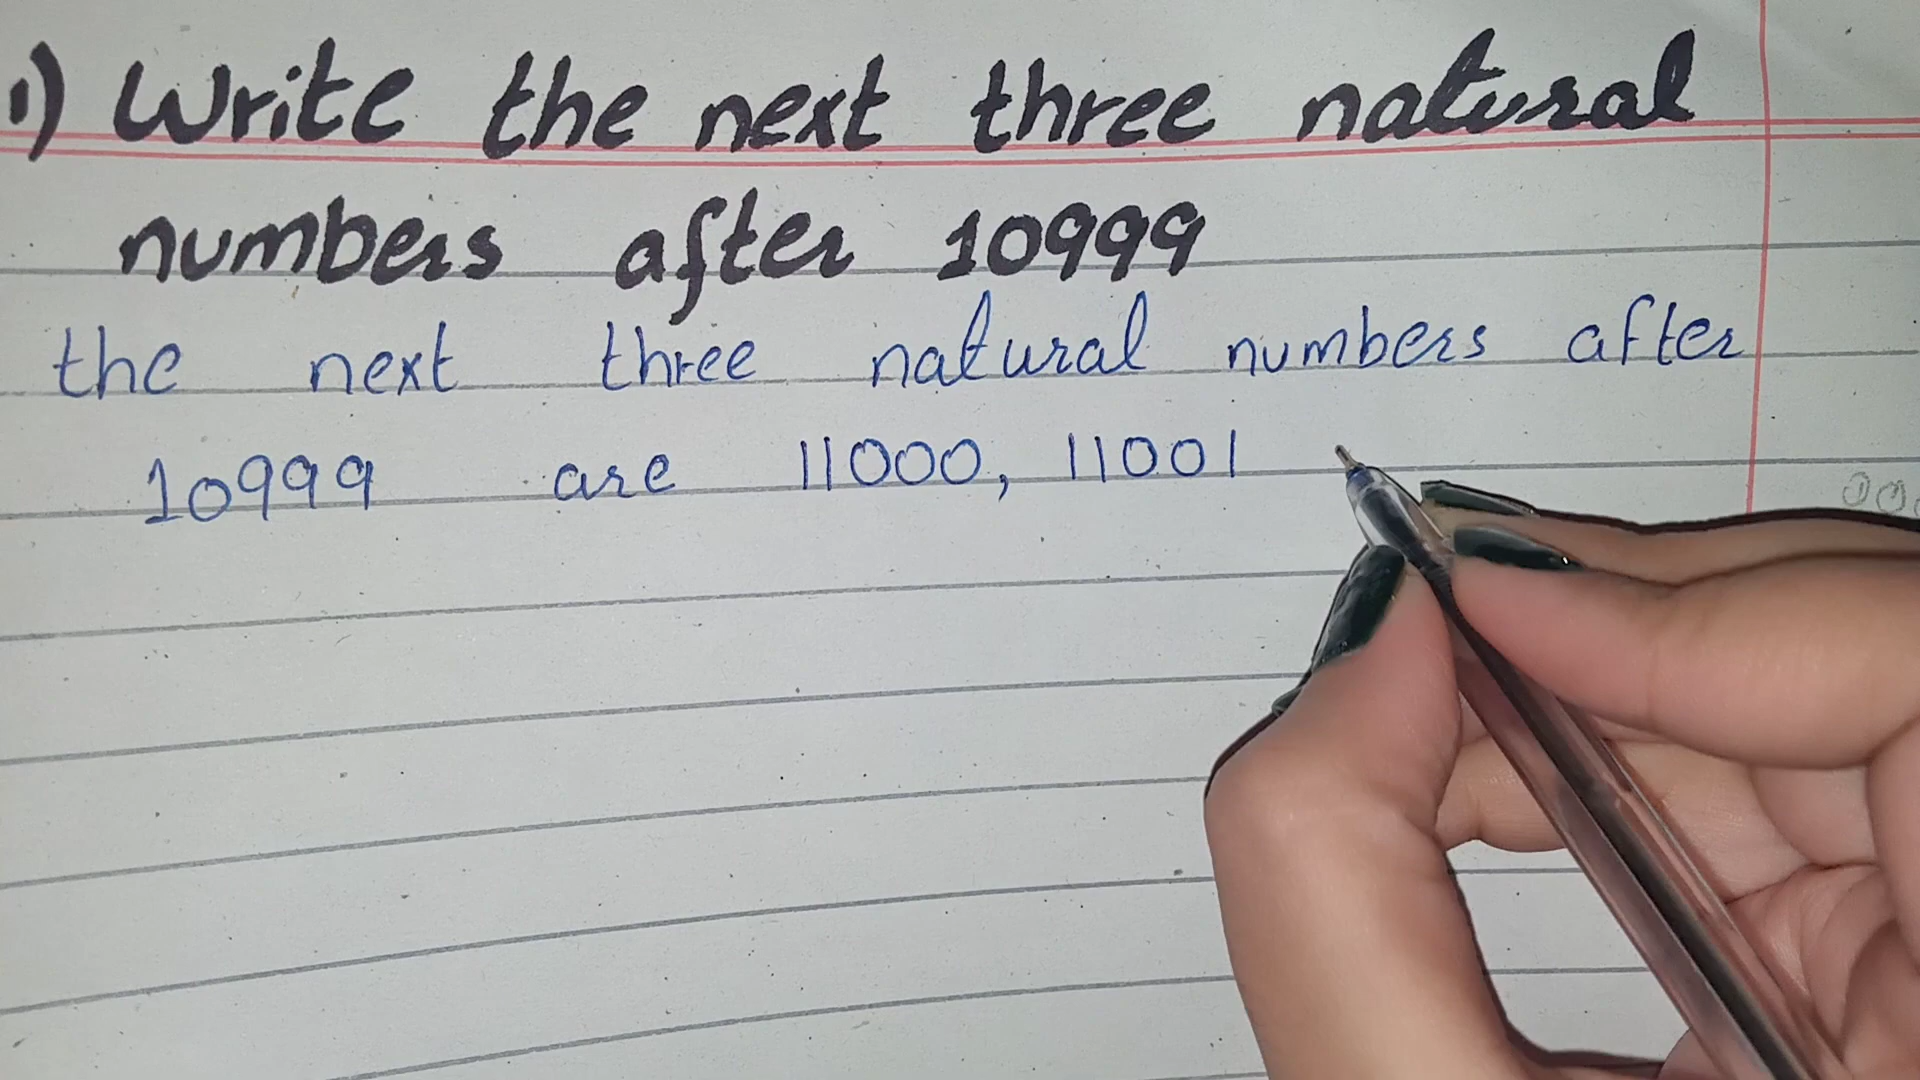 1) Write the next three natural
numbers after 10999
the next three natural numbers after
10999 are 11000, 11001